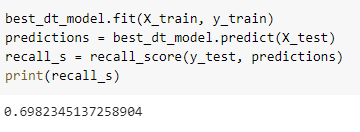 best_dt_model.fit(X_train, y_train)
predictions = best_dt_model.predict(X_test)
recall_s = recall_score(y_test, predictions)
print(recall_s)
0.6982345137258904